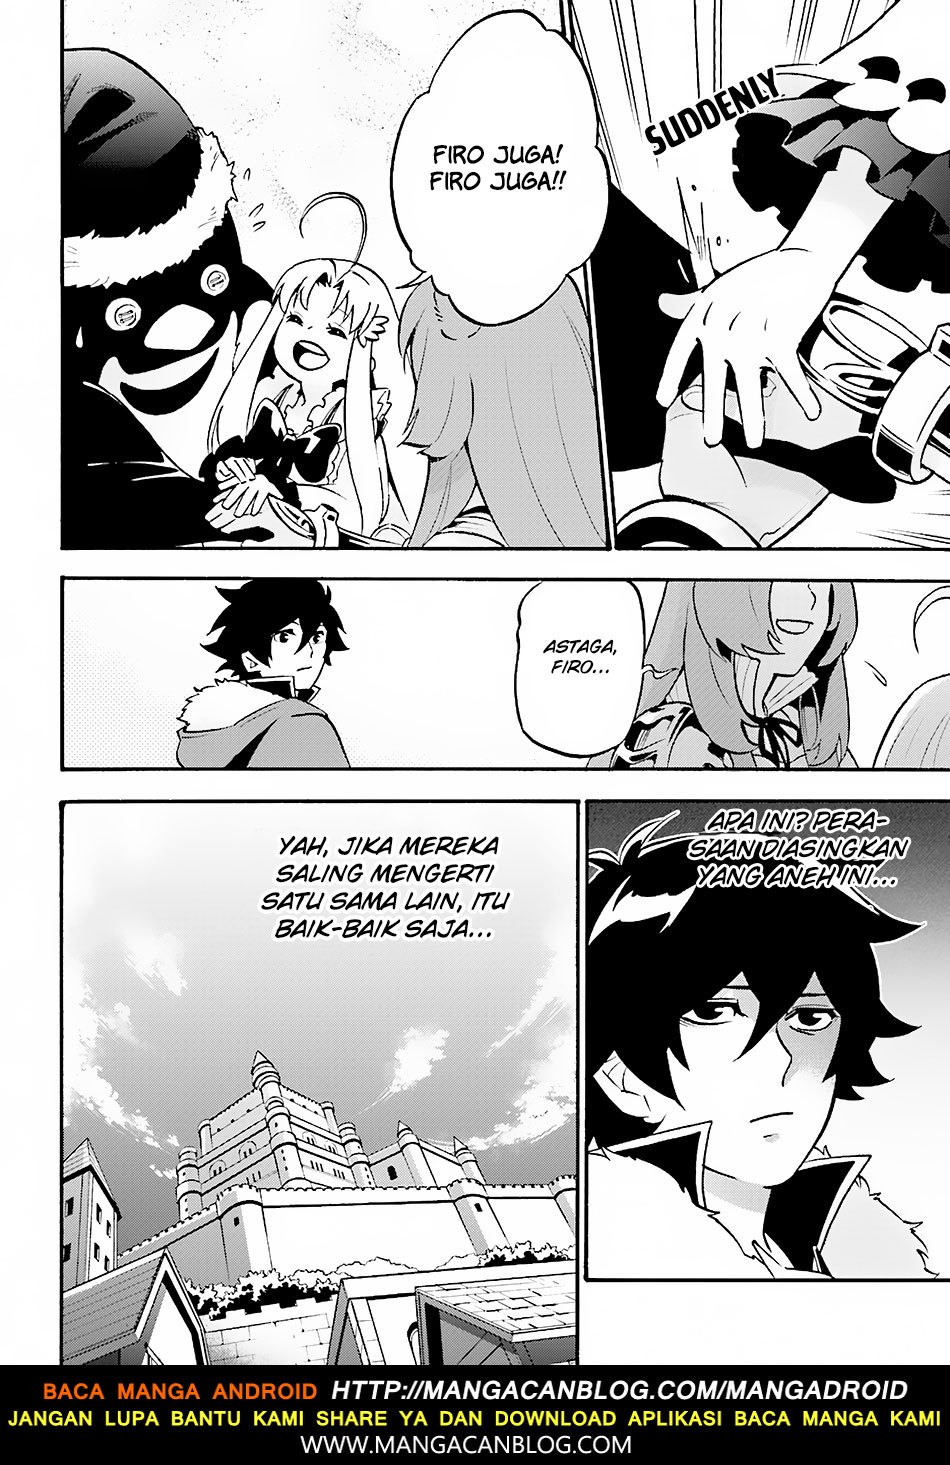 SUDDENLY
FIRO JUGA!
FIRO JUGA!!
ASTAGA,
FIRO...
APA INI? PERA-
SAAN DIASINGKAN
YANG ANEH INI...
YAH, JIKA MEREKA
SALING MENGERTI
SATU SAMA LAIN, ITU
BAIK-BAIK SAJA...
BACA MANGA ANDROID HTTP://MANGACANBLOG.COM/MANGADROID
JANGAN LUPA BANTU KAMI SHARE YA DAN DOWNLOAD APLIKASI BACA MANGA KAMI
WWW.MANGACANBLOG.COM